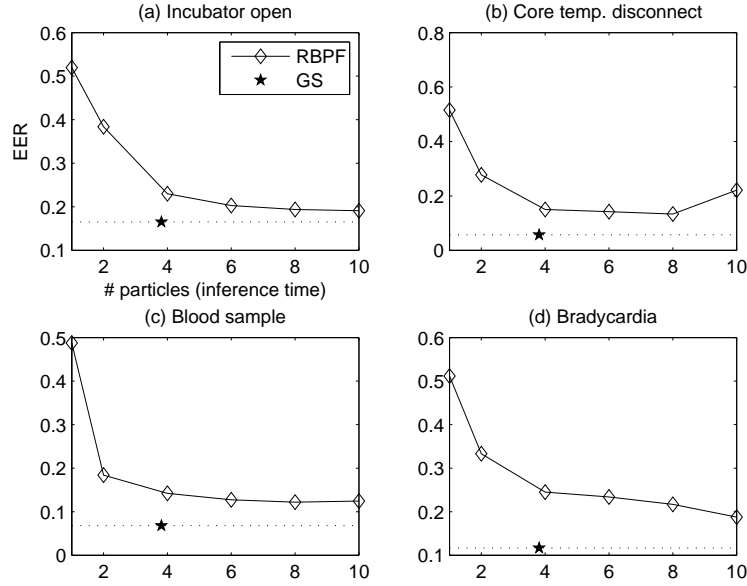 (a) Incubator open
0.6
0.5
0.4
0.3
0.2
0.1
EER
RBPF
GS
2 4 6 8 10
# particles (inference time)
(b) Core temp. disconnect
0.8
0.6
0.4
0.2
0
2 4 6 8 10
(c) Blood sample
0.5
0.4
0.3
0.2
0.1
0
2 4 6 8 10
(d) Bradycardia
0.6
0.5
0.4
0.3
0.2
0.1
2 4 6 8 10